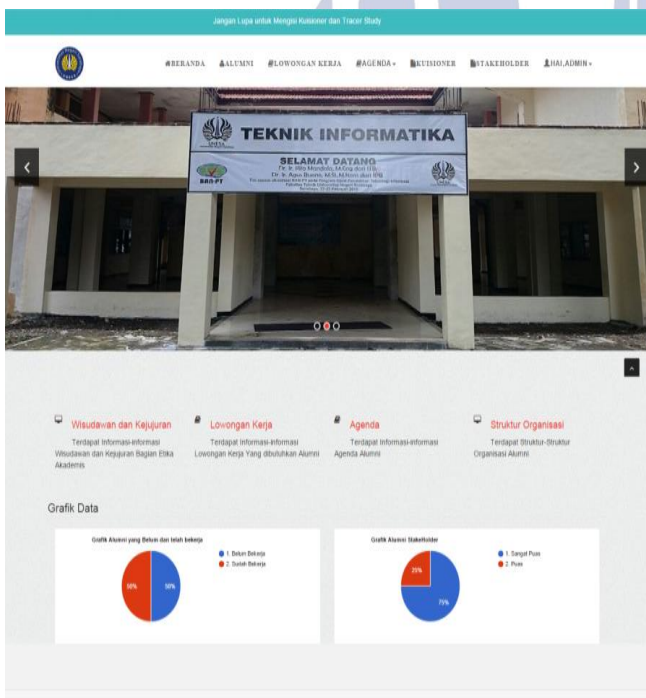 Jangan Lupa untuk Mengisi Kuisioner dan Tracer Study
BERANDA ALUMNI LOWONGAN KERJA AGENDA KUISIONER STAKEHOLDER HAI,ADMIN
TEKNIK INFORMATIKA
SELAMAT DATANG
BAN-PT
Wisudawan dan Kejujuran
Terdapat Informasi-informasi
Wisudawan dan Kejujuran Bagian Etika
Akademis
Lowongan Kerja
Terdapat Informasi-informasi
Lowongan Kerja Yang dibutuhkan Alumni
Agenda
Terdapat Informasi-informasi
Agenda Alumni
Struktur Organisasi
Terdapat Struktur-Struktur
Organisasi Alumni
Grafik Data
Grafik Alumni yang Belum dan telah bekerja
1. Belum Bekerja
2. Sudah Bekerja
50% 50%
Grafik Alumni Stakeholder
1. Sangat Puas
2. Puas
25%
75%